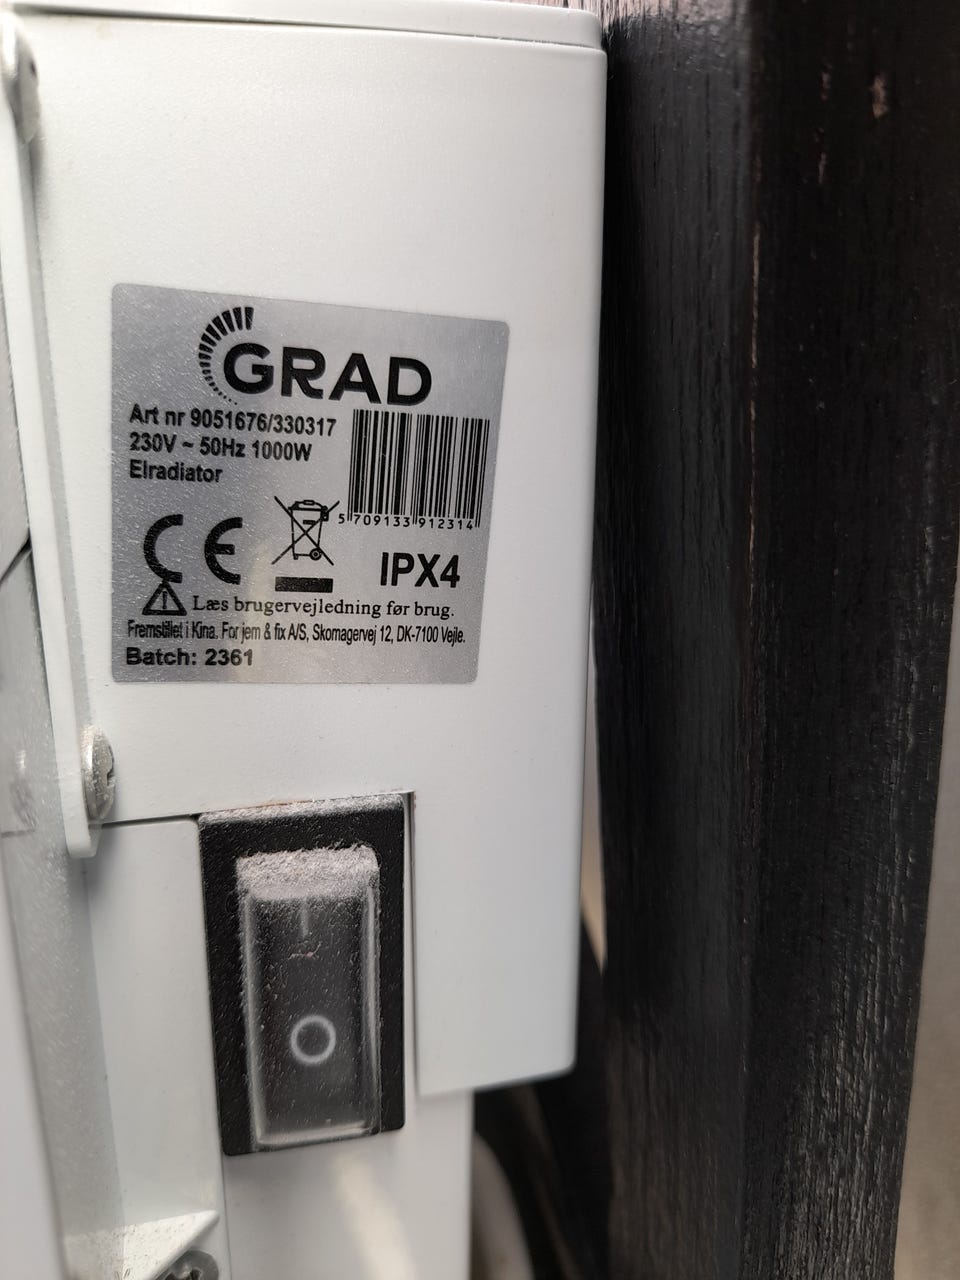 GRAD
Art nr 9051676/330317
230V ~ 50Hz 1000W
Elradiator
5 709133 912314
CE
IPX4
Læs brugervejledning før brug.
Fremstillet i Kina. For jem & fix A/S, Skomagervej 12, DK-7100 Vejle.
Batch: 2361